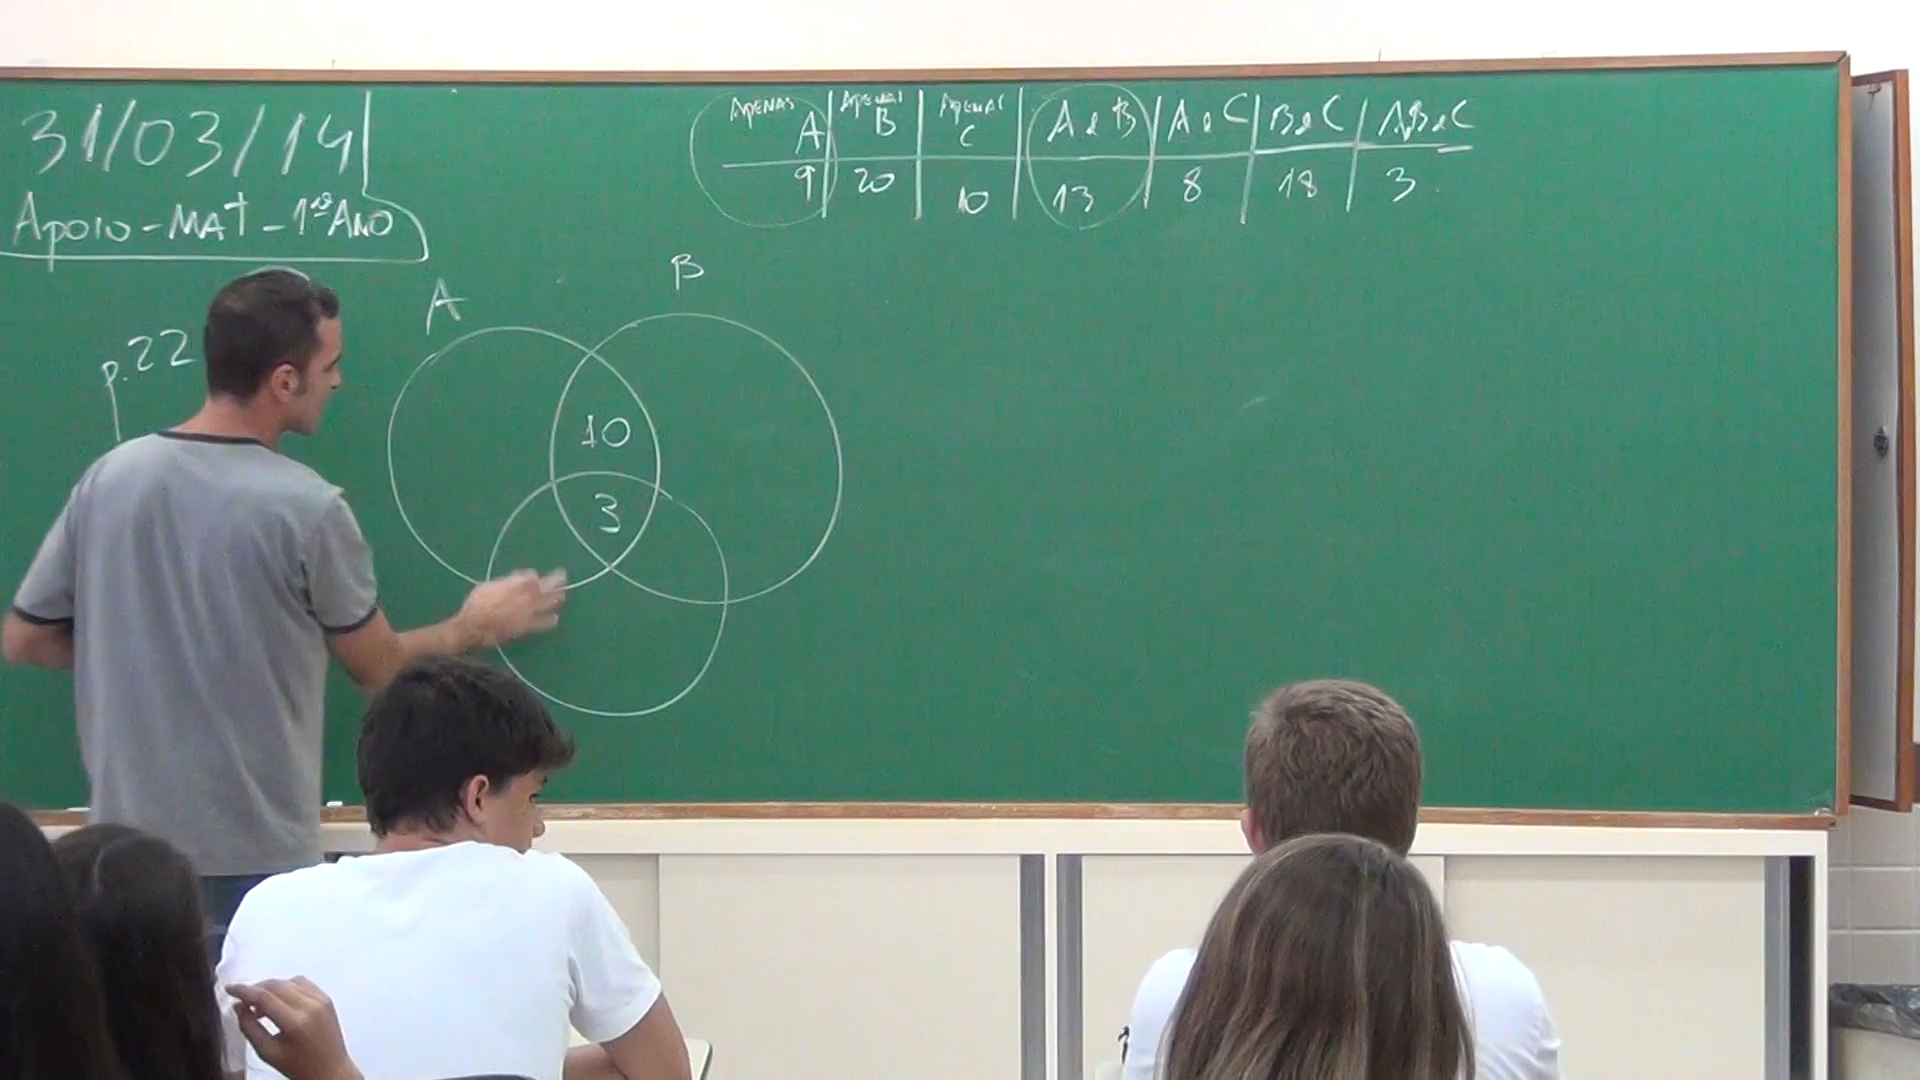 31/03/14
Apoio - MAT - 1º ANO
p. 22
APENAS A | APENAS B | APENAS C | A e B | A e C | B e C | A, B e C
9 | 20 | 10 | 13 | 8 | 18 | 3
A
B
10
3